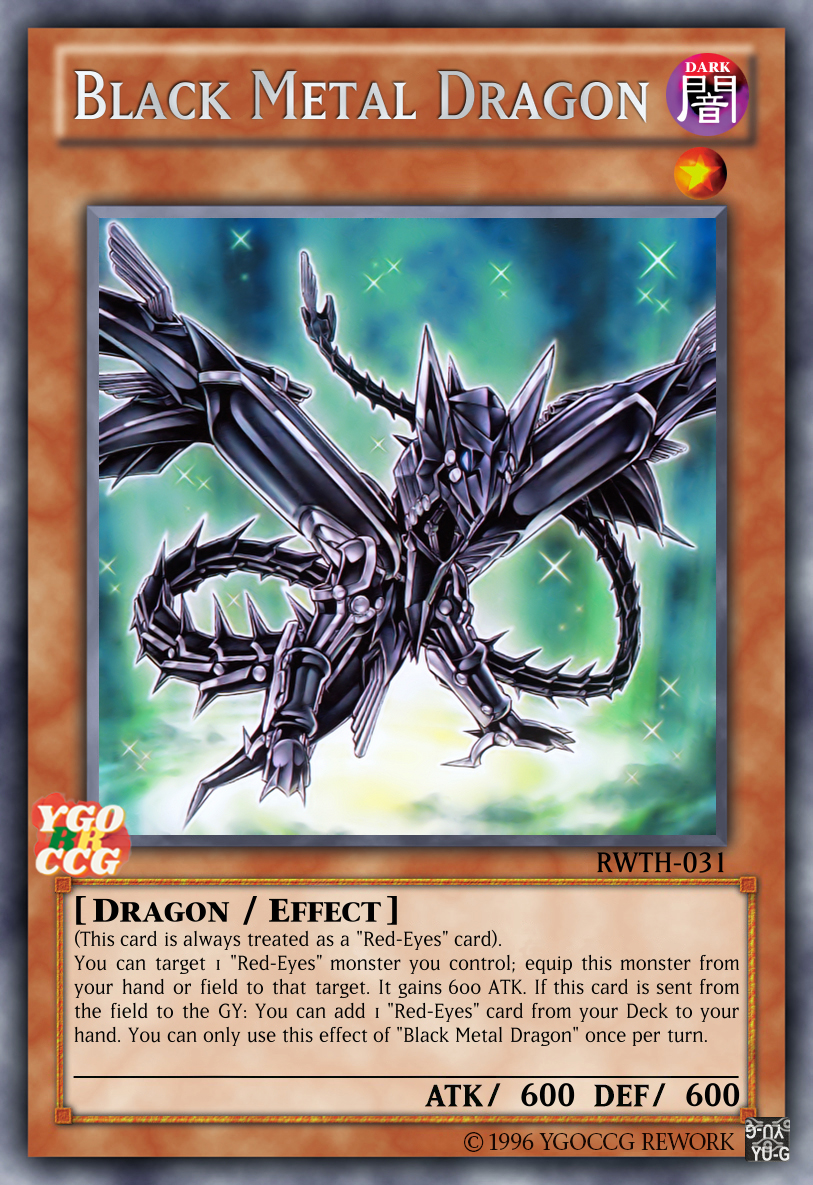 BLACK METAL DRAGON
DARK
闇
YGO
RR
CCG
RWTH-031
[ DRAGON / EFFECT ]
(This card is always treated as a "Red-Eyes" card).
You can target 1 "Red-Eyes" monster you control; equip this monster from
your hand or field to that target. It gains 600 ATK. If this card is sent from
the field to the GY: You can add 1 "Red-Eyes" card from your Deck to your
hand. You can only use this effect of "Black Metal Dragon" once per turn.
ATK/ 600 DEF/ 600
© 1996 YGOCCG REWORK
YU-G
YU-G